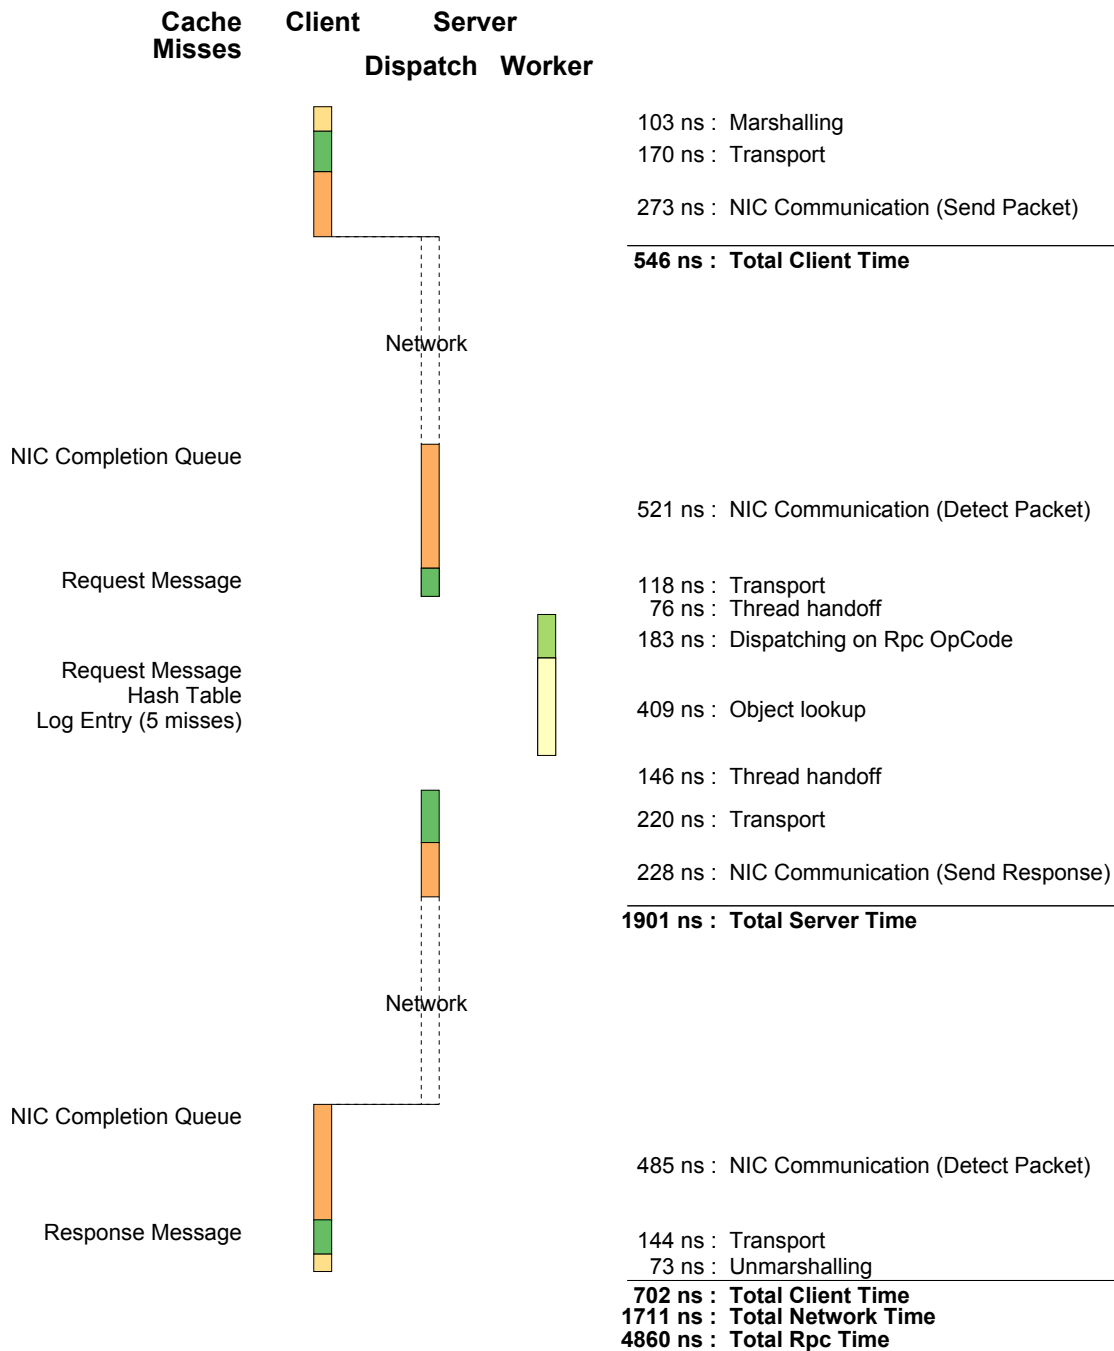 Cache Misses Client Server
Dispatch Worker
103 ns : Marshalling
170 ns : Transport
273 ns : NIC Communication (Send Packet)
546 ns : Total Client Time
Network
NIC Completion Queue
521 ns : NIC Communication (Detect Packet)
Request Message
118 ns : Transport
76 ns : Thread handoff
183 ns : Dispatching on Rpc OpCode
Request Message
Hash Table
Log Entry (5 misses)
409 ns : Object lookup
146 ns : Thread handoff
220 ns : Transport
228 ns : NIC Communication (Send Response)
1901 ns : Total Server Time
Network
NIC Completion Queue
485 ns : NIC Communication (Detect Packet)
Response Message
144 ns : Transport
73 ns : Unmarshalling
702 ns : Total Client Time
1711 ns : Total Network Time
4860 ns : Total Rpc Time